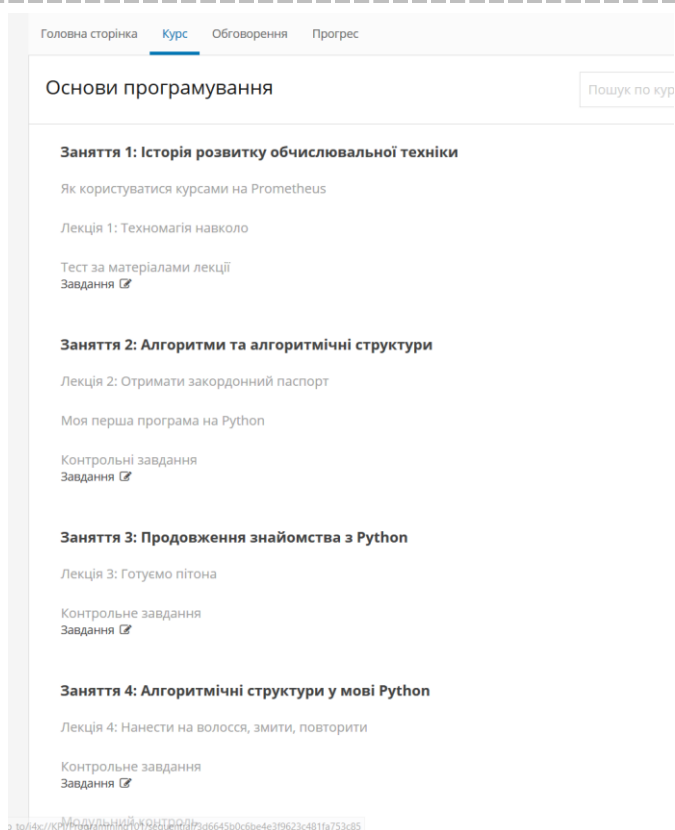 Головна сторінка Курс Обговорення Прогрес
Основи програмування
Пошук по кур
Заняття 1: Історія розвитку обчислювальної техніки
Як користуватися курсами на Prometheus
Лекція 1: Техномагія навколо
Тест за матеріалами лекції
Завдання
Заняття 2: Алгоритми та алгоритмічні структури
Лекція 2: Отримати закордонний паспорт
Моя перша програма на Python
Контрольні завдання
Завдання
Заняття 3: Продовження знайомства з Python
Лекція 3: Готуємо пітона
Контрольне завдання
Завдання
Заняття 4: Алгоритмічні структури у мові Python
Лекція 4: Нанести на волосся, змити, повторити
Контрольне завдання
Завдання
Модульний контроль